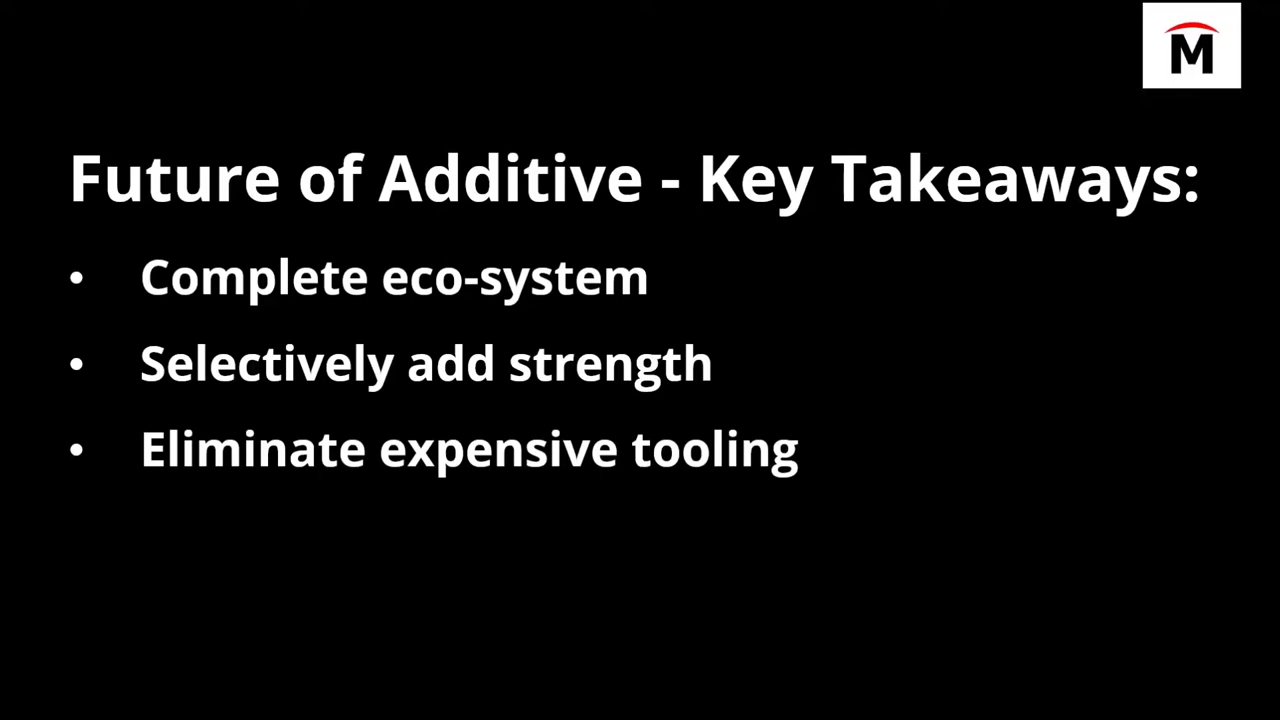 M
Future of Additive - Key Takeaways:
• Complete eco-system
• Selectively add strength
• Eliminate expensive tooling